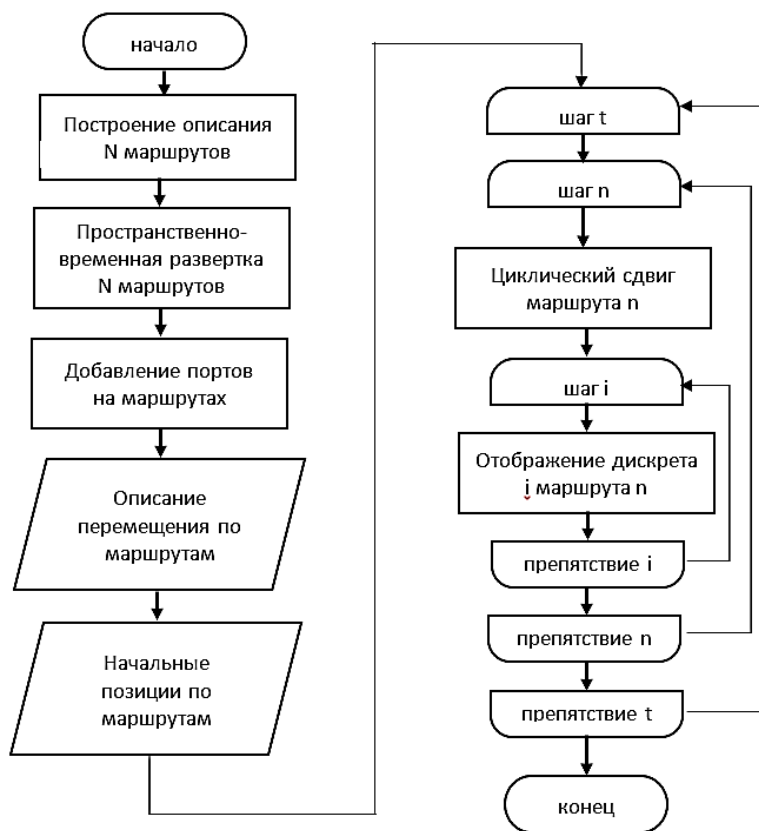 начало
Построение описания
N маршрутов
Пространственно-
временная развертка
N маршрутов
Добавление портов
на маршрутах
Описание
перемещения по
маршрутам
Начальные
позиции по
маршрутам
шаг t
шаг n
Циклический сдвиг
маршрута n
шаг i
Отображение дискрета
i маршрута n
препятствие i
препятствие n
препятствие t
конец